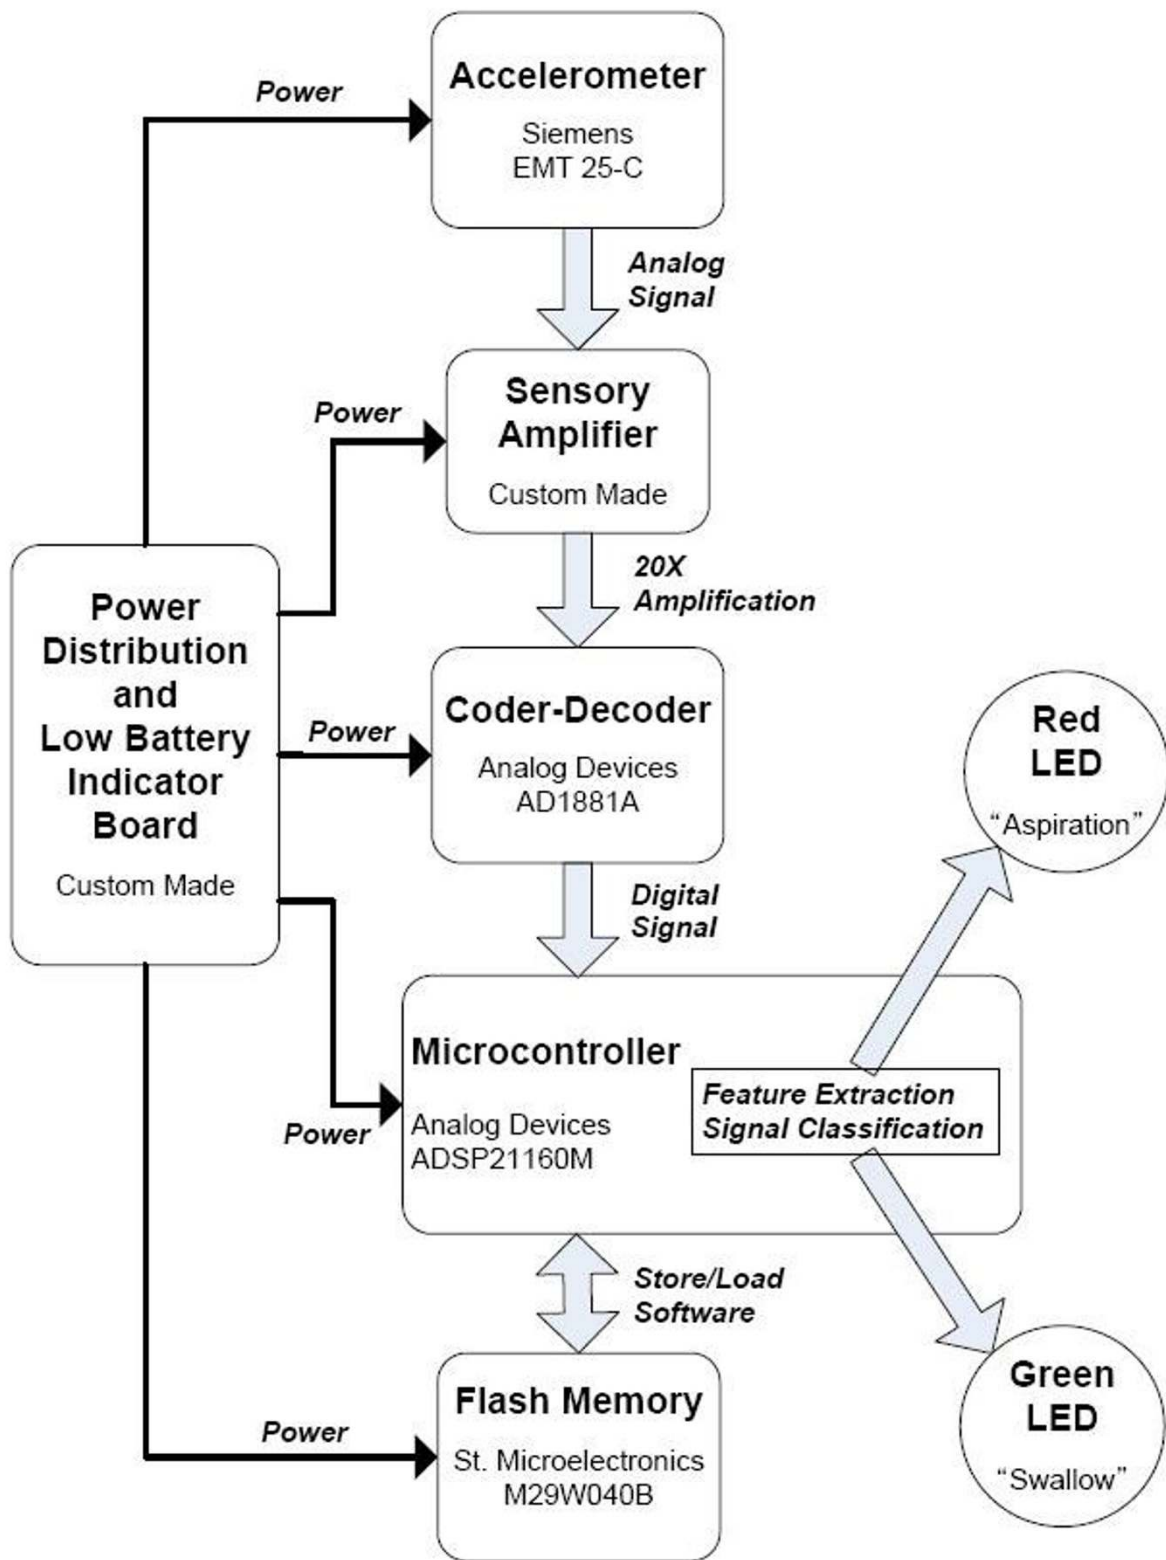 Accelerometer
Siemens
EMT 25-C
Power
Analog
Signal
Sensory
Amplifier
Custom Made
Power
20X
Amplification
Power
Distribution
and
Low Battery
Indicator
Board
Custom Made
Power
Coder-Decoder
Analog Devices
AD1881A
Red
LED
“Aspiration”
Digital
Signal
Microcontroller
Analog Devices
ADSP21160M
Feature Extraction
Signal Classification
Power
Store/Load
Software
Flash Memory
St. Microelectronics
M29W040B
Power
Green
LED
“Swallow”